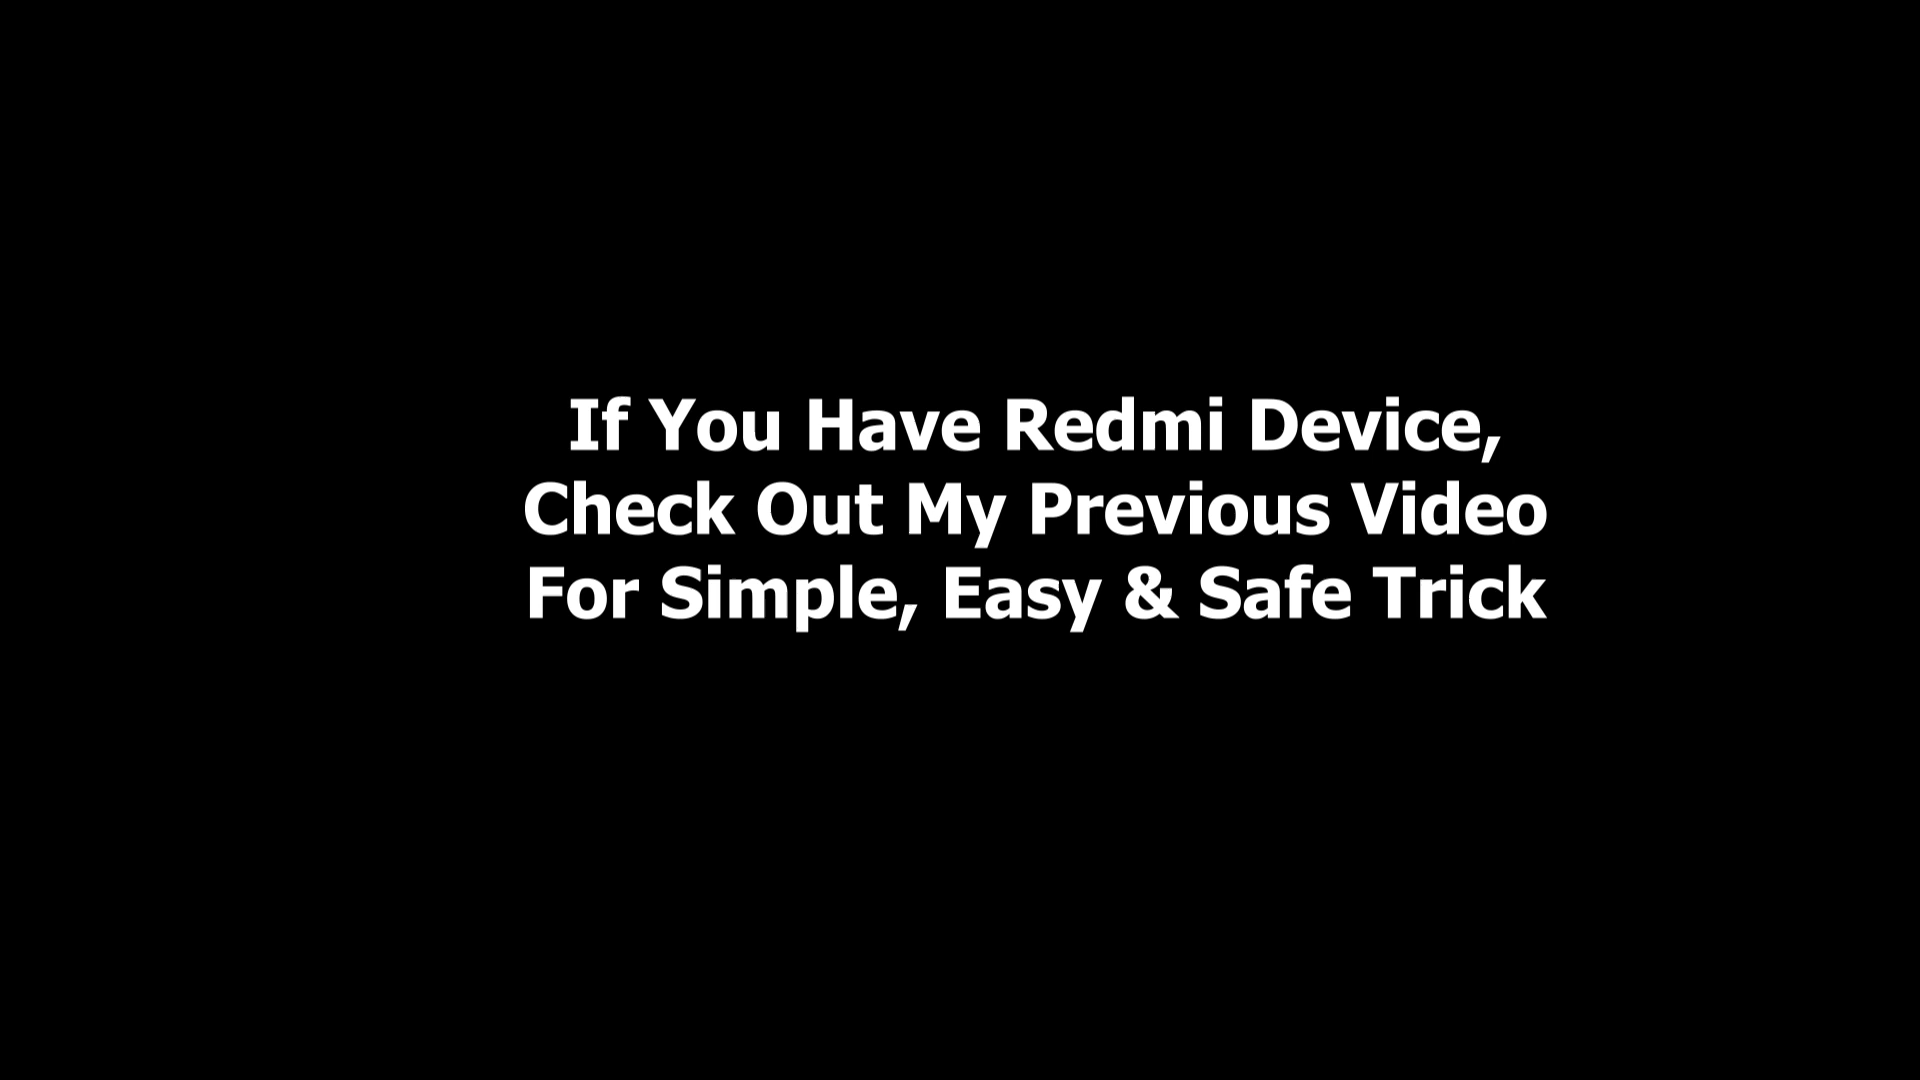 If You Have Redmi Device,
Check Out My Previous Video
For Simple, Easy & Safe Trick